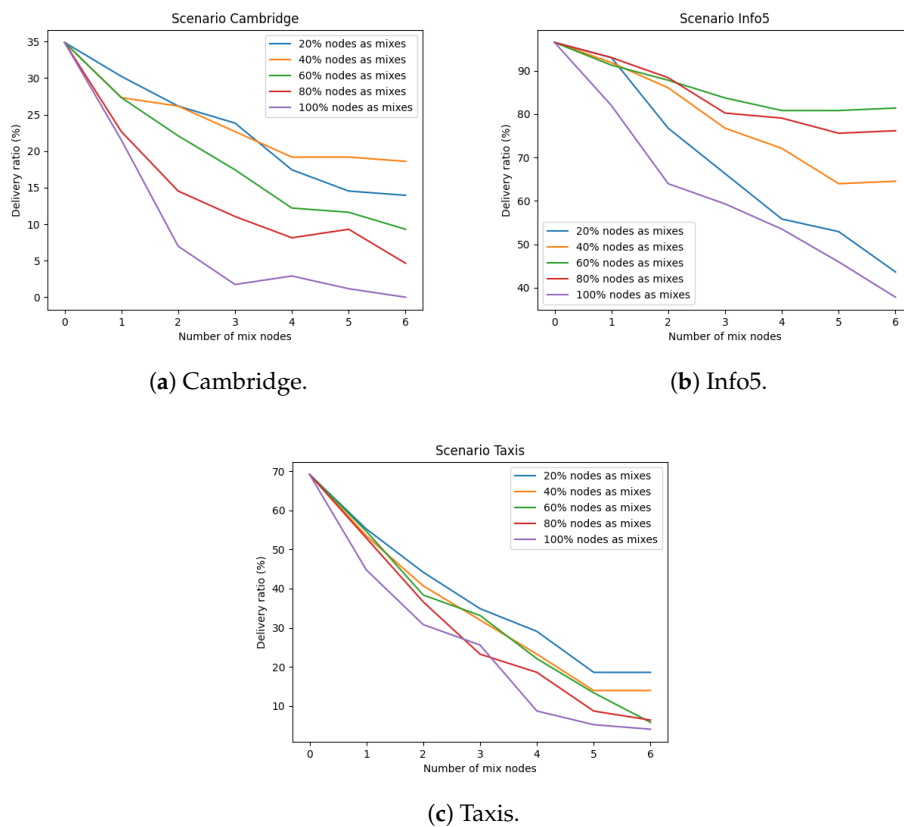 Scenario Cambridge
35
30
25
20
15
10
5
0
Delivery ratio (%)
20% nodes as mixes
40% nodes as mixes
60% nodes as mixes
80% nodes as mixes
100% nodes as mixes
0 1 2 3 4 5 6
Number of mix nodes
(a) Cambridge.
Scenario Info5
90
80
70
60
50
40
Delivery ratio (%)
20% nodes as mixes
40% nodes as mixes
60% nodes as mixes
80% nodes as mixes
100% nodes as mixes
0 1 2 3 4 5 6
Number of mix nodes
(b) Info5.
Scenario Taxis
70
60
50
40
30
20
10
Delivery ratio (%)
20% nodes as mixes
40% nodes as mixes
60% nodes as mixes
80% nodes as mixes
100% nodes as mixes
0 1 2 3 4 5 6
Number of mix nodes
(c) Taxis.